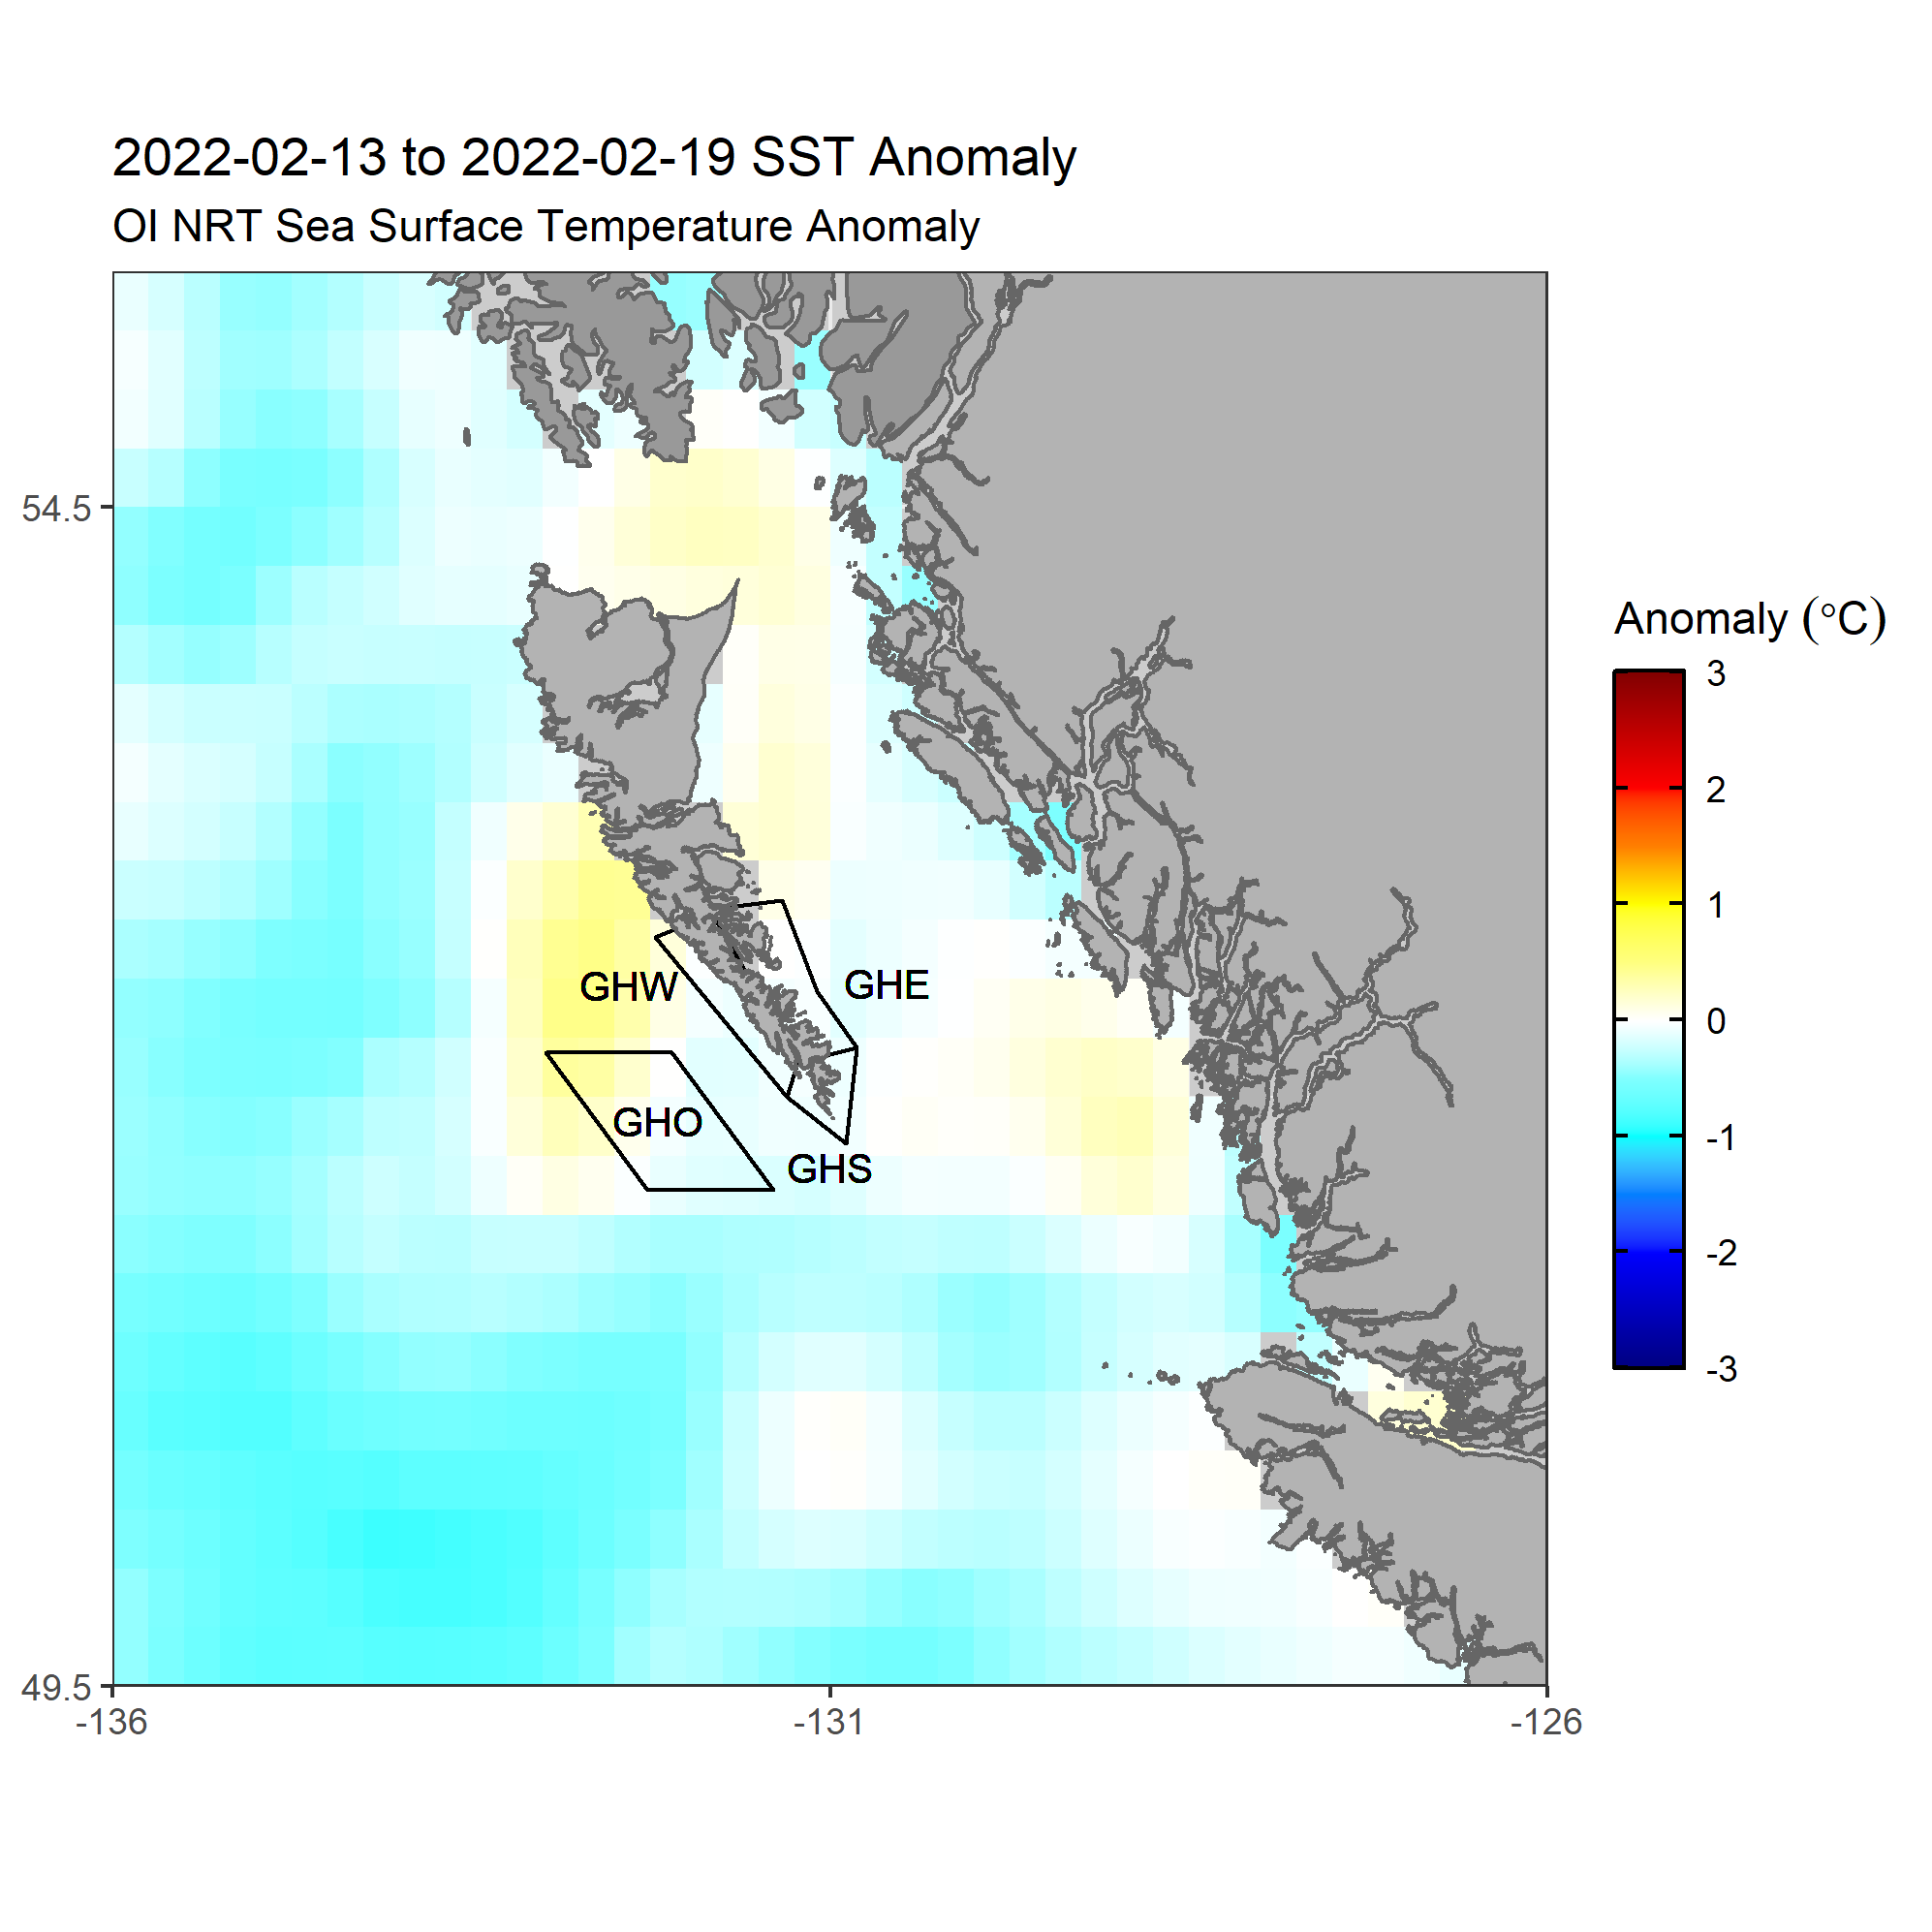 2022-02-13 to 2022-02-19 SST Anomaly
OI NRT Sea Surface Temperature Anomaly
54.5
49.5
-136
-131
-126
GHW
GHE
GHO
GHS
Anomaly (°C)
3
2
1
0
-1
-2
-3